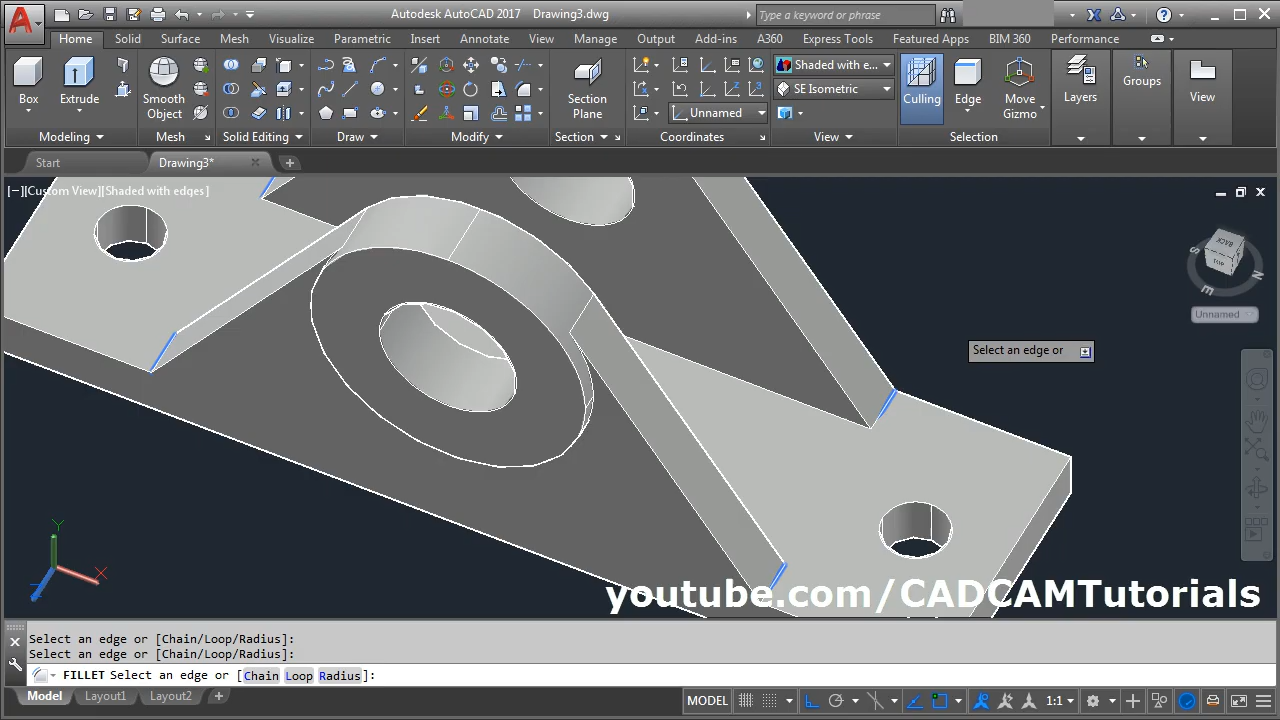 Autodesk AutoCAD 2017 Drawing3.dwg
Type a keyword or phrase
Home Solid Surface Mesh Visualize Parametric Insert Annotate View Manage Output Add-ins A360 Express Tools Featured Apps BIM 360 Performance
Box
Extrude
Smooth
Object
Section
Plane
Shaded with e...
SE Isometric
Unnamed
Culling
Edge
Move
Gizmo
Layers
Groups
View
Modeling
Mesh
Solid Editing
Draw
Modify
Section
Coordinates
View
Selection
Start
Drawing3*
[−][Custom View][Shaded with edges]
BACK
TOP
S
N
E
Unnamed
Select an edge or
Y
X
youtube.com/CADCAMTutorials
Select an edge or [Chain/Loop/Radius]:
Select an edge or [Chain/Loop/Radius]:
FILLET Select an edge or [Chain Loop Radius]:
Model Layout1 Layout2
MODEL
1:1